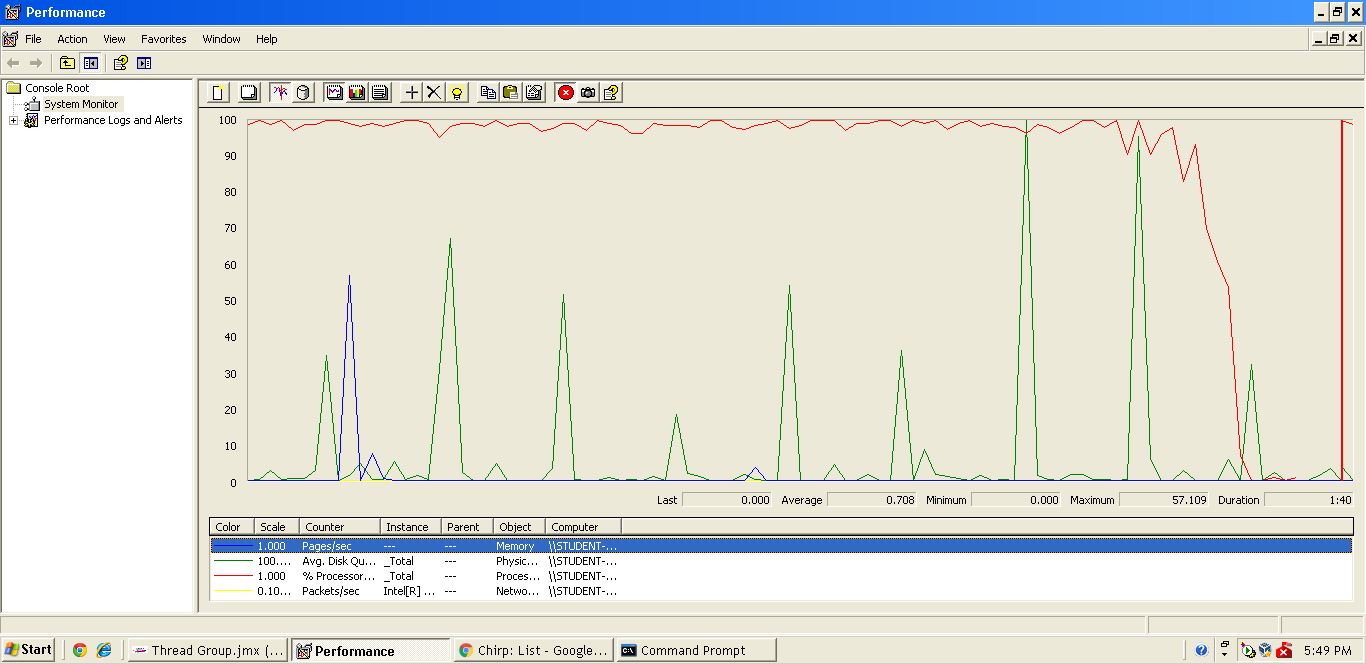 Performance
File Action View Favorites Window Help
Console Root
System Monitor
Performance Logs and Alerts
100
90
80
70
60
50
40
30
20
10
0
Last 0.000 Average 0.708 Minimum 0.000 Maximum 57.109 Duration 1:40
Color Scale Counter Instance Parent Object Computer
1.000 Pages/sec --- --- Memory \\STUDENT-...
100.... Avg. Disk Qu... _Total --- Physic... \\STUDENT-...
1.000 % Processor... _Total --- Proces... \\STUDENT-...
0.10... Packets/sec Intel[R] ... --- Netwo... \\STUDENT-...
Start Thread Group.jmx (... Performance Chirp: List - Google... Command Prompt 5:49 PM